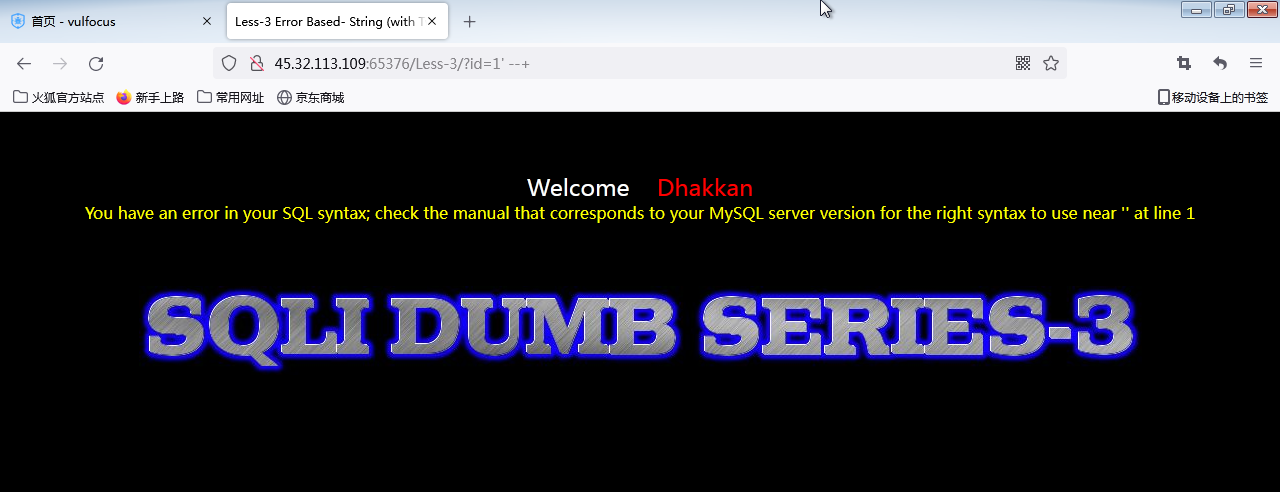 首页 - vulfocus
Less-3 Error Based- String (with T
45.32.113.109:65376/Less-3/?id=1' --+
火狐官方站点 新手上路 常用网址 京东商城 移动设备上的书签
Welcome Dhakkan
You have an error in your SQL syntax; check the manual that corresponds to your MySQL server version for the right syntax to use near '' at line 1
SQLI DUMB SERIES-3